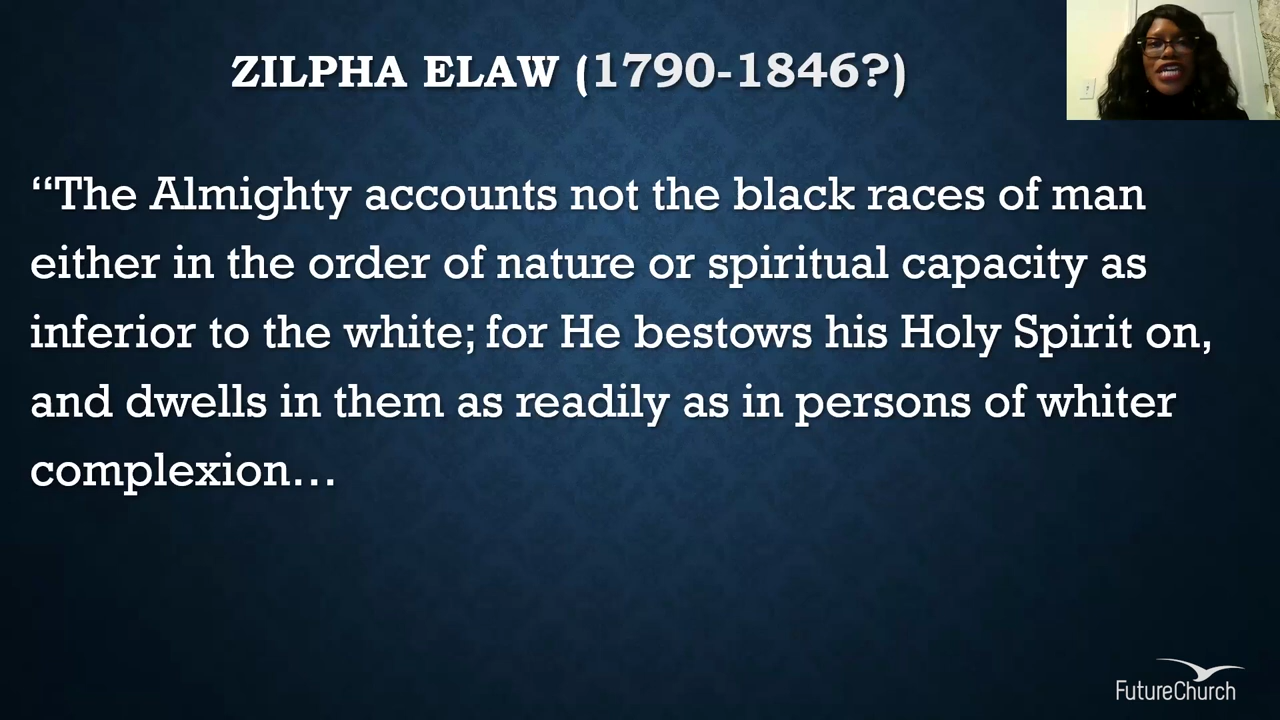 ZILPHA ELAW (1790-1846?)
“The Almighty accounts not the black races of man
either in the order of nature or spiritual capacity as
inferior to the white; for He bestows his Holy Spirit on,
and dwells in them as readily as in persons of whiter
complexion…
FutureChurch